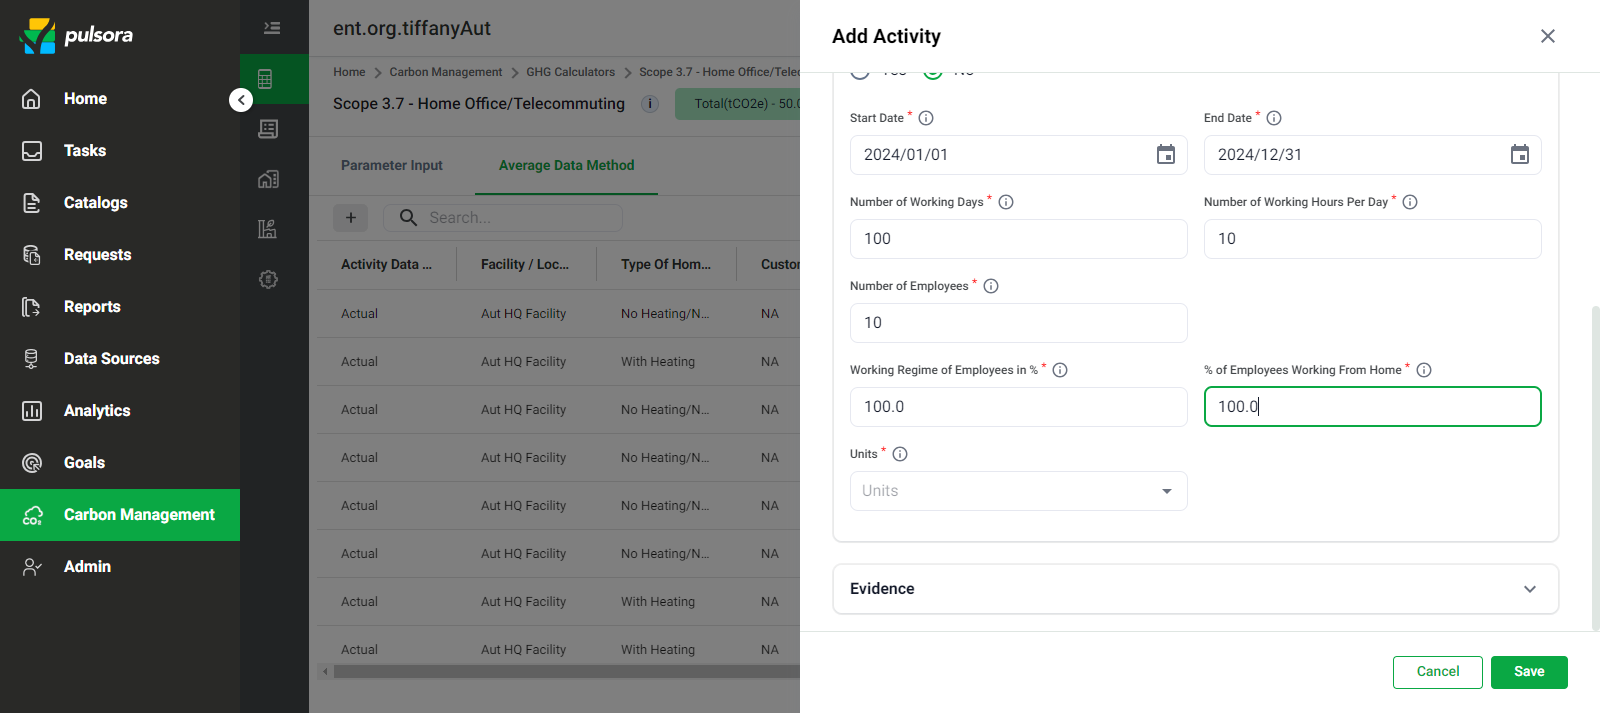 pulsora
Home
Tasks
Catalogs
Requests
Reports
Data Sources
Analytics
Goals
CO2
Carbon Management
Admin
ent.org.tiffanyAut
Home > Carbon Management > GHG Calculators > Scope 3.7 - Home Office/Tele
Scope 3.7 - Home Office/Telecommuting i Total(tCO2e) - 50.0
Parameter Input Average Data Method
+ Search...
Activity Data ... Facility / Loc... Type Of Hom... Custo
Actual Aut HQ Facility No Heating/N... NA
Actual Aut HQ Facility With Heating NA
Actual Aut HQ Facility No Heating/N... NA
Actual Aut HQ Facility No Heating/N... NA
Actual Aut HQ Facility No Heating/N... NA
Actual Aut HQ Facility No Heating/N... NA
Actual Aut HQ Facility With Heating NA
Actual Aut HQ Facility With Heating NA
Add Activity
Yes No
Start Date * End Date *
2024/01/01 2024/12/31
Number of Working Days * Number of Working Hours Per Day *
100 10
Number of Employees *
10
Working Regime of Employees in % * % of Employees Working From Home *
100.0 100.0
Units *
Units
Evidence
Cancel Save